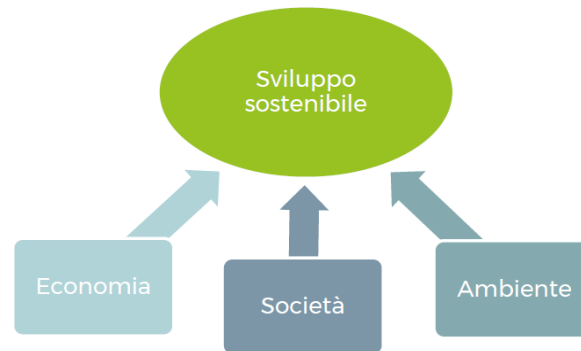 Sviluppo
sostenibile
Economia
Società
Ambiente